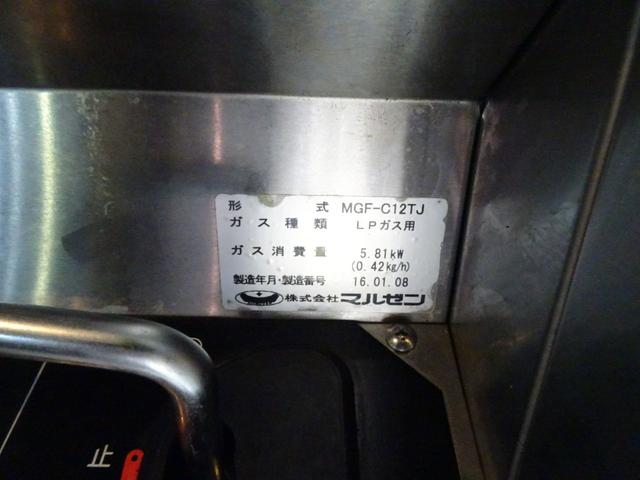 形式 MGF-C12TJ
ガス種類 LPガス用
ガス消費量 5.81kW
(0.42kg/h)
製造年月・製造番号 16.01.08
株式会社マルゼン
止